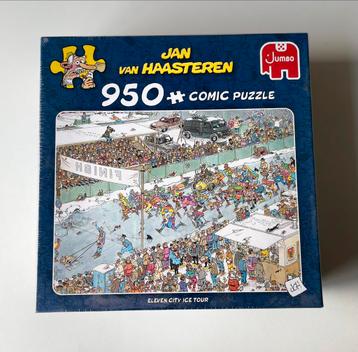 JAN
VAN HAASTEREN
Jumbo
950 COMIC PUZZLE
FINISH
ELEVEN CITY ICE TOUR